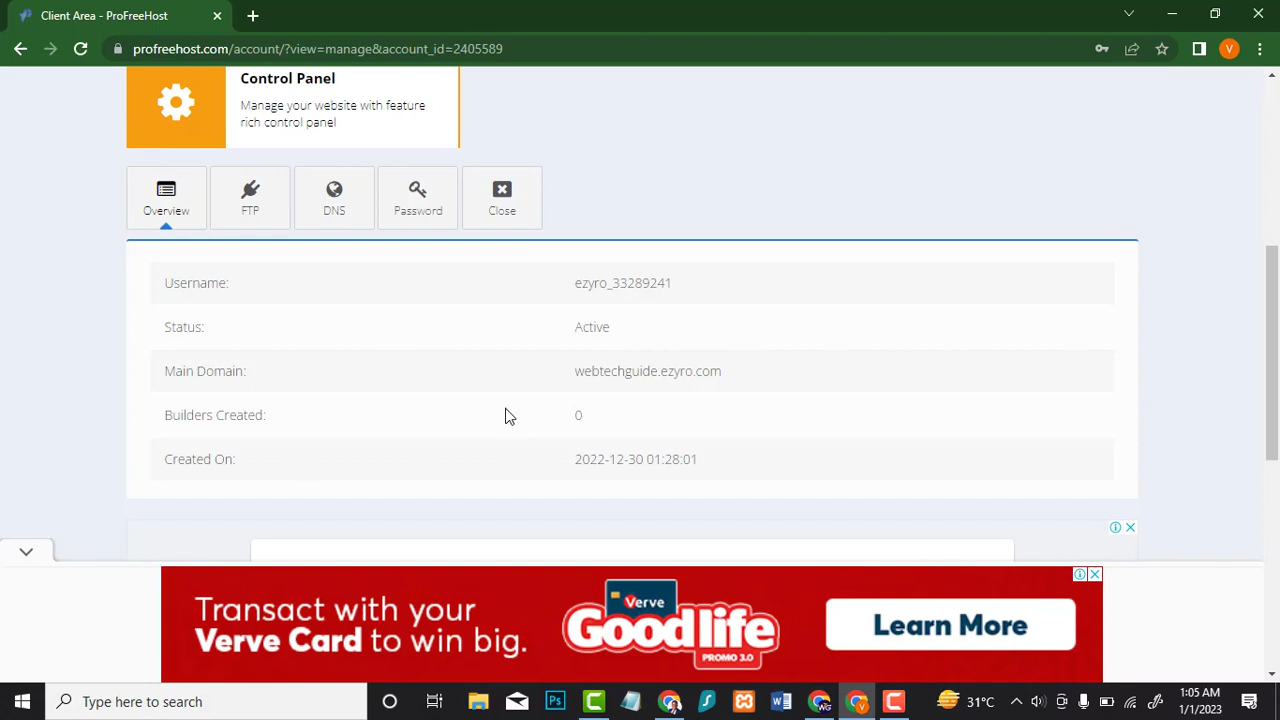 Client Area - ProFreeHost
profreehost.com/account/?view=manage&account_id=2405589
V
Control Panel
Manage your website with feature
rich control panel
Overview
FTP
DNS
Password
Close
Username: ezyro_33289241
Status: Active
Main Domain: webtechguide.ezyro.com
Builders Created: 0
Created On: 2022-12-30 01:28:01
Transact with your
Verve Card to win big.
Verve
Goodlife
PROMO 3.0
Learn More
Type here to search
Ps
31°C
1:05 AM
1/1/2023